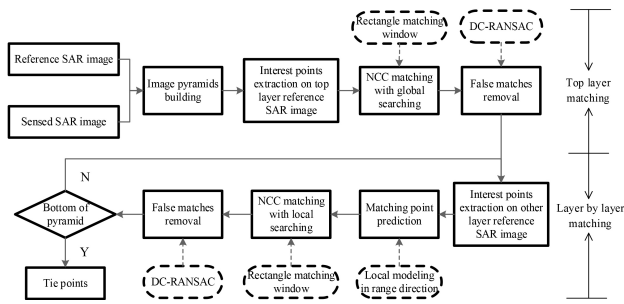 Rectangle matching
window
DC-RANSAC
Reference SAR image
Sensed SAR image
Image pyramids
building
Interest points
extraction on top
layer reference
SAR image
NCC matching
with global
searching
False matches
removal
Top layer
matching
N
Bottom of
pyramid
Y
Tie points
False matches
removal
NCC matching
with local
searching
Matching point
prediction
Interest points
extraction on other
layer reference
SAR image
Layer by layer
matching
DC-RANSAC
Rectangle matching
window
Local modeling
in range direction